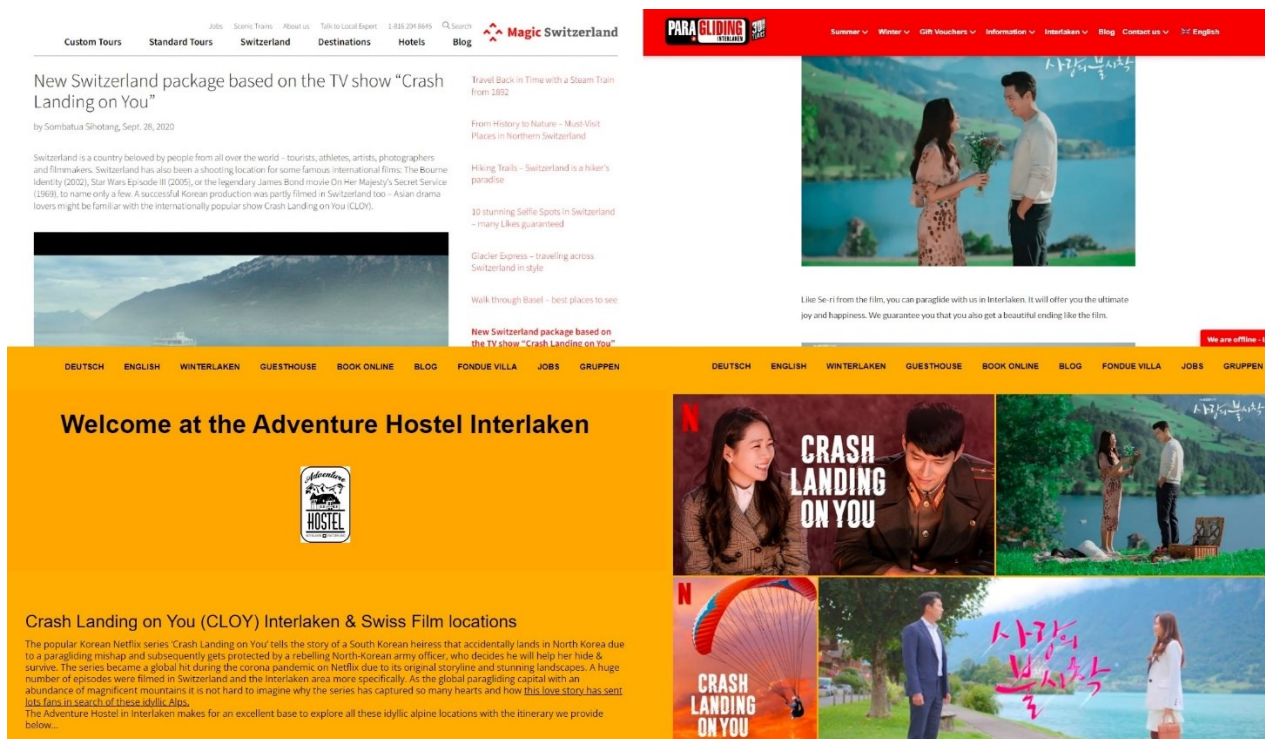 Jobs Scenic Trains About us Talk to Local Expert 1-816 204 8645 Search
Custom Tours Standard Tours Switzerland Destinations Hotels Blog
Magic Switzerland
New Switzerland package based on the TV show “Crash
Landing on You”
by Sombatua Sihotang, Sept. 28, 2020
Switzerland is a country beloved by people from all over the world – tourists, athletes, artists, photographers
and filmmakers. Switzerland has also been a shooting location for some famous international films: The Bourne
Identity (2002), Star Wars Episode III (2005), or the legendary James Bond movie On Her Majesty's Secret Service
(1969), to name only a few. A successful Korean production was partly filmed in Switzerland too – Asian drama
lovers might be familiar with the internationally popular show Crash Landing on You (CLOY).
Travel Back in Time with a Steam Train
from 1892
From History to Nature – Must-Visit
Places in Northern Switzerland
Hiking Trails – Switzerland is a hiker's
paradise
10 stunning Selfie Spots in Switzerland
– many Likes guaranteed
Glacier Express – traveling across
Switzerland in style
Walk through Basel – best places to see
New Switzerland package based on
the TV show “Crash Landing on You”
PARAGLIDING
INTERLAKEN
Summer Winter Gift Vouchers Information Interlaken Blog Contact us English
사랑의 불시착
Like Se-ri from the film, you can paraglide with us in Interlaken. It will offer you the ultimate
joy and happiness. We guarantee you that you also get a beautiful ending like the film.
We are offline -
DEUTSCH ENGLISH WINTERLAKEN GUESTHOUSE BOOK ONLINE BLOG FONDUE VILLA JOBS GRUPPEN
Welcome at the Adventure Hostel Interlaken
Adventure
HOSTEL
Crash Landing on You (CLOY) Interlaken & Swiss Film locations
The popular Korean Netflix series 'Crash Landing on You' tells the story of a South Korean heiress that accidentally lands in North Korea due
to a paragliding mishap and subsequently gets protected by a rebelling North-Korean army officer, who decides he will help her hide &
survive. The series became a global hit during the corona pandemic on Netflix due to its original storyline and stunning landscapes. A huge
number of episodes were filmed in Switzerland and the Interlaken area more specifically. As the global paragliding capital with an
abundance of magnificent mountains it is not hard to imagine why the series has captured so many hearts and how this love story has sent
lots fans in search of these idyllic Alps.
The Adventure Hostel in Interlaken makes for an excellent base to explore all these idyllic alpine locations with the itinerary we provide
below...
DEUTSCH ENGLISH WINTERLAKEN GUESTHOUSE BOOK ONLINE BLOG FONDUE VILLA JOBS GRUPPEN
N
CRASH
LANDING
ON YOU
사랑의 불시착
N
CRASH
LANDING
ON YOU
사랑의
불시착